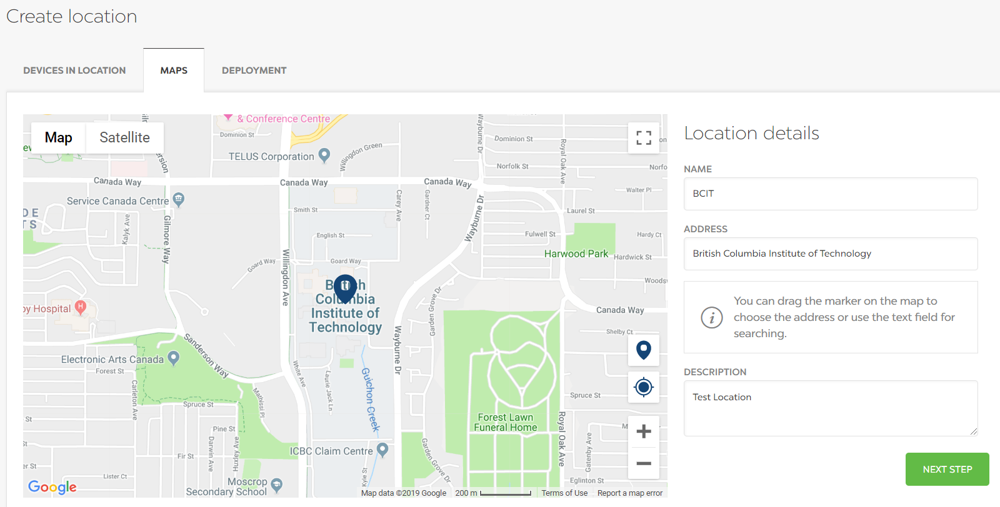 Create location
DEVICES IN LOCATION
MAPS
DEPLOYMENT
Map
Satellite
& Conference Centre
Dominion St
TELUS Corporation
Willingdon Green
Wayburne Dr
Dominion St
Royal Oak Ave
Norfolk St
Norfo
Canada Way
Canada Way
Canada Way
Walter Pl
Service Canada Centre
Smith St
Carey Ave
Gardner Ct
Laurel St
Kalyk Ave
Gilmore Way
Wayburne Dr
English St
Fulwell St
Hardy Ct
Goard Way
Goard Way
Harwood Park
Hardwick St
Willingdon Ave
Woods
British
Columbia
Institute of
Technology
Garden Grove Dr
by Hospital
H
Canada Way
Wayburne Dr
Shelby Ct
Sanderson Way
Electronic Arts Canada
Forest St
White Ave
Laurie Jack Ln
Guichon Creek
Carleton Ave
Mathissi Pl
Spruce St
Spruce St
Forest Lawn
Funeral Home
Royal Oak Ave
Pine St
Darwin Ave
Huxley Ave
Fir St
ICBC Claim Centre
Garden Grove Dr
Gatenby Ave
er St
Lister Ct
Kyle St
Eglinton St
Moscrop
Secondary School
Google
Map data ©2019 Google
200 m
Terms of Use
Report a map error
Location details
NAME
BCIT
ADDRESS
British Columbia Institute of Technology
You can drag the marker on the map to
choose the address or use the text field for
searching.
DESCRIPTION
Test Location
NEXT STEP